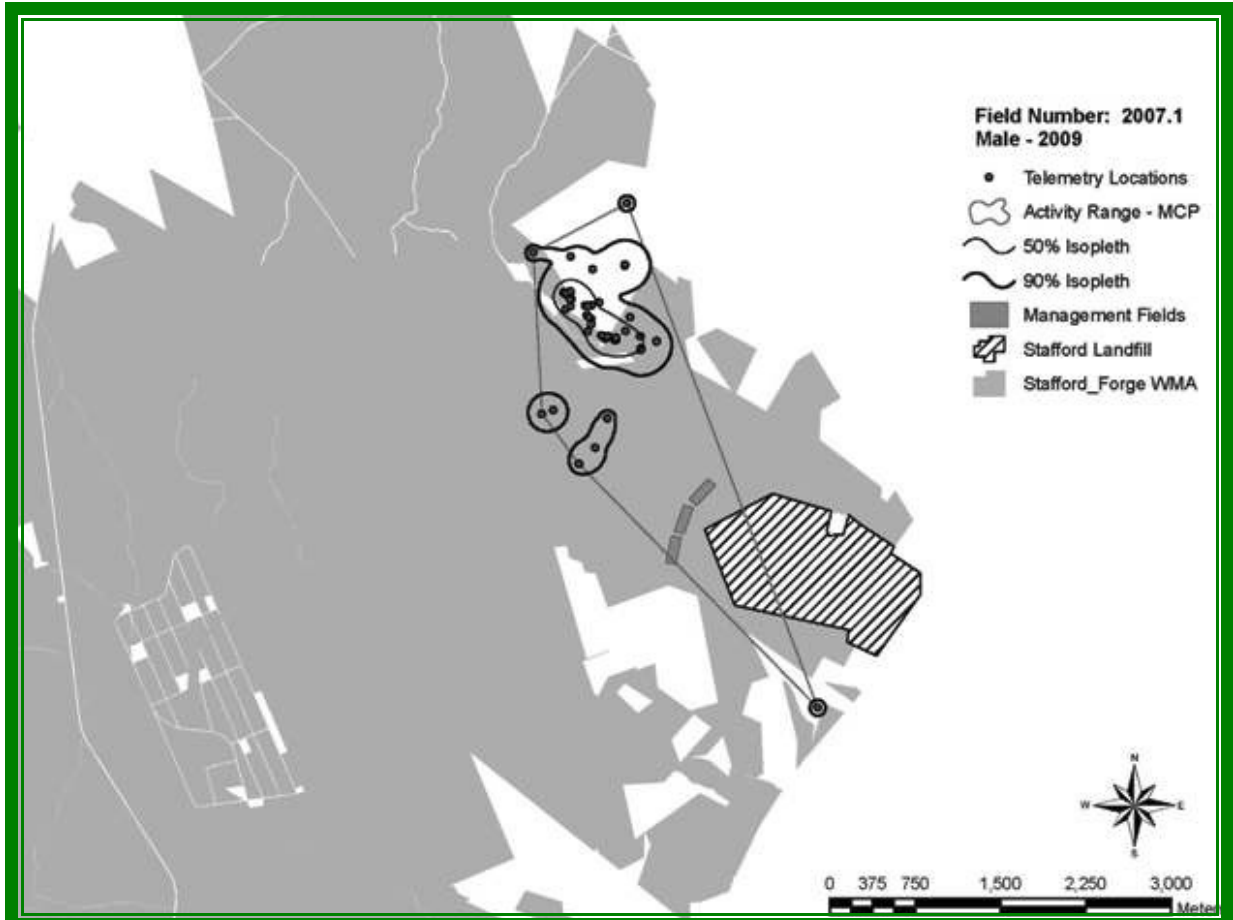 Field Number: 2007.1
Male - 2009
Telemetry Locations
Activity Range - MCP
50% Isopleth
90% Isopleth
Management Fields
Stafford Landfill
Stafford_Forge WMA
N
W E
S
0 375 750 1,500 2,250 3,000
Meters